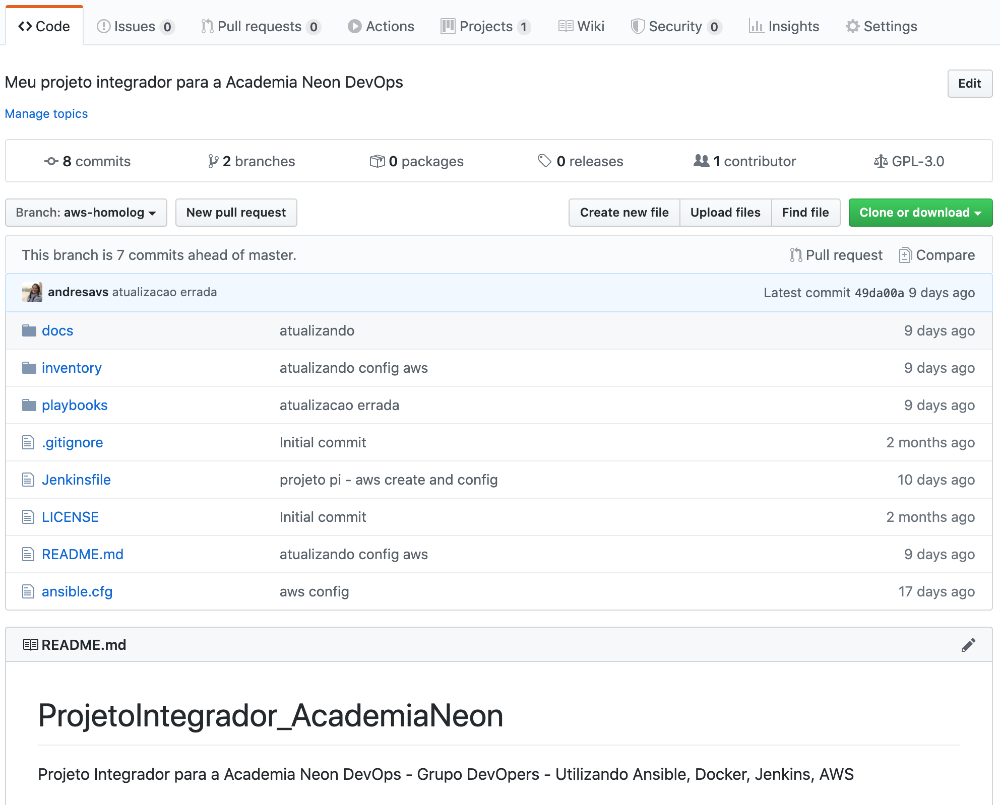 Code Issues 0 Pull requests 0 Actions Projects 1 Wiki Security 0 Insights Settings
Meu projeto integrador para a Academia Neon DevOps Edit
Manage topics
8 commits 2 branches 0 packages 0 releases 1 contributor GPL-3.0
Branch: aws-homolog New pull request Create new file Upload files Find file Clone or download
This branch is 7 commits ahead of master. Pull request Compare
andresavs atualizacao errada Latest commit 49da00a 9 days ago
docs atualizando 9 days ago
inventory atualizando config aws 9 days ago
playbooks atualizacao errada 9 days ago
.gitignore Initial commit 2 months ago
Jenkinsfile projeto pi - aws create and config 10 days ago
LICENSE Initial commit 2 months ago
README.md atualizando config aws 9 days ago
ansible.cfg aws config 17 days ago
README.md
ProjetoIntegrador_AcademiaNeon
Projeto Integrador para a Academia Neon DevOps - Grupo DevOpers - Utilizando Ansible, Docker, Jenkins, AWS